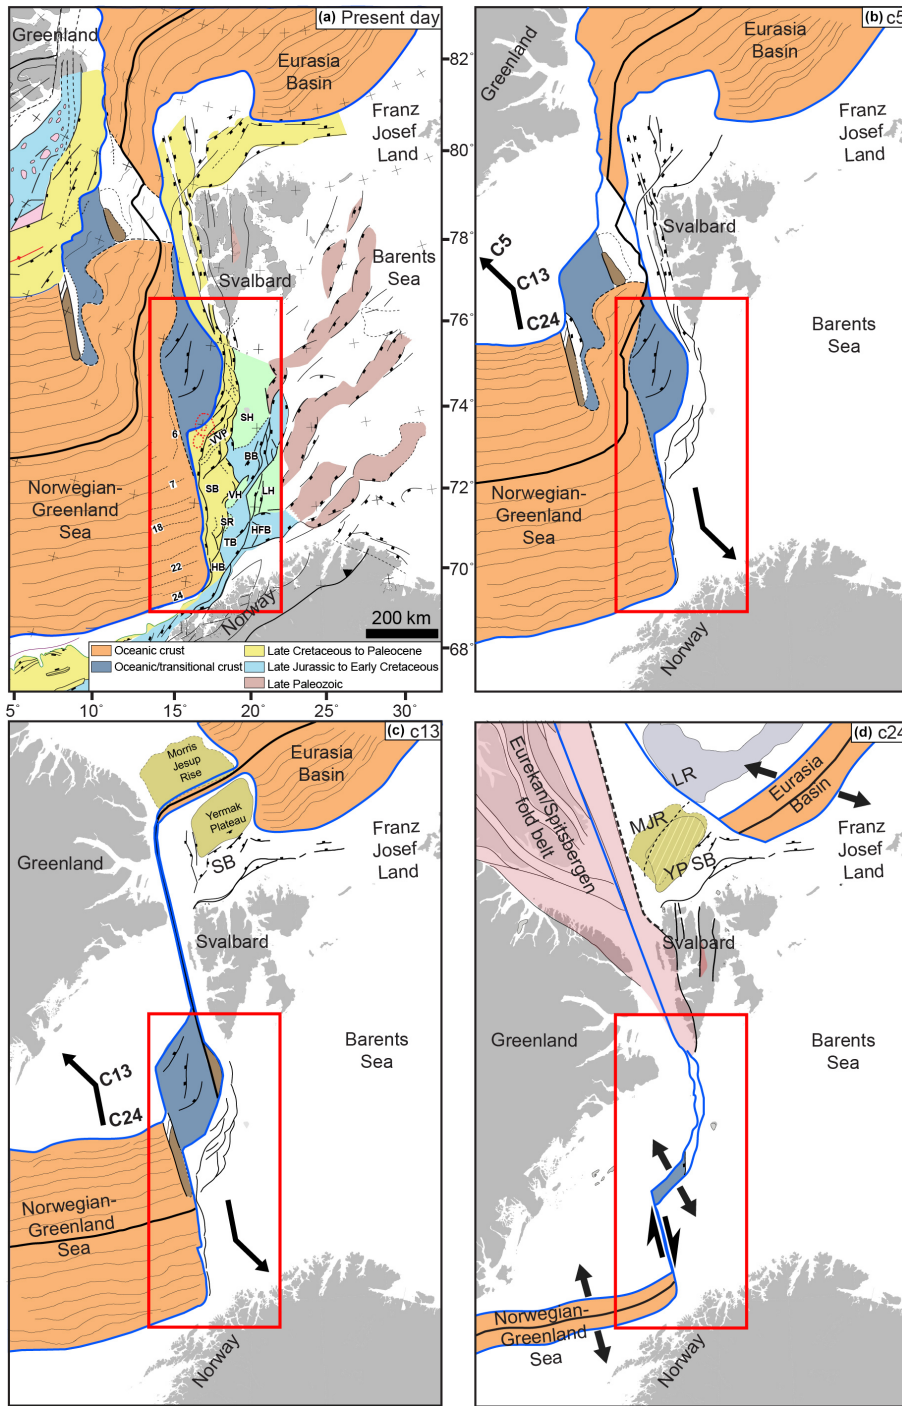 (a) Present day
Greenland
Eurasia
Basin
Franz
Josef
Land
Svalbard
Barents
Sea
SH
VVP
BB
SB
VH
LH
SR
TB
HFB
HB
6
7
18
22
24
Norwegian-
Greenland
Sea
Norway
200 km
Oceanic crust
Oceanic/transitional crust
Late Cretaceous to Paleocene
Late Jurassic to Early Cretaceous
Late Paleozoic
82°
80°
78°
76°
74°
72°
70°
68°
5°
10°
15°
20°
25°
30°
(b) c5
Greenland
Eurasia
Basin
Franz
Josef
Land
Svalbard
C5
C13
C24
Barents
Sea
Norwegian-
Greenland
Sea
Norway
(c) c13
Morris
Jesup
Rise
Eurasia
Basin
Yermak
Plateau
SB
Franz
Josef
Land
Greenland
Svalbard
Barents
Sea
C13
C24
Norwegian-
Greenland
Sea
Norway
(d) c24
LR
Eurasia
Basin
Eurekan/Spitsbergen
fold belt
MJR
YP
SB
Franz
Josef
Land
Svalbard
Greenland
Barents
Sea
Norwegian-
Greenland
Sea
Norway